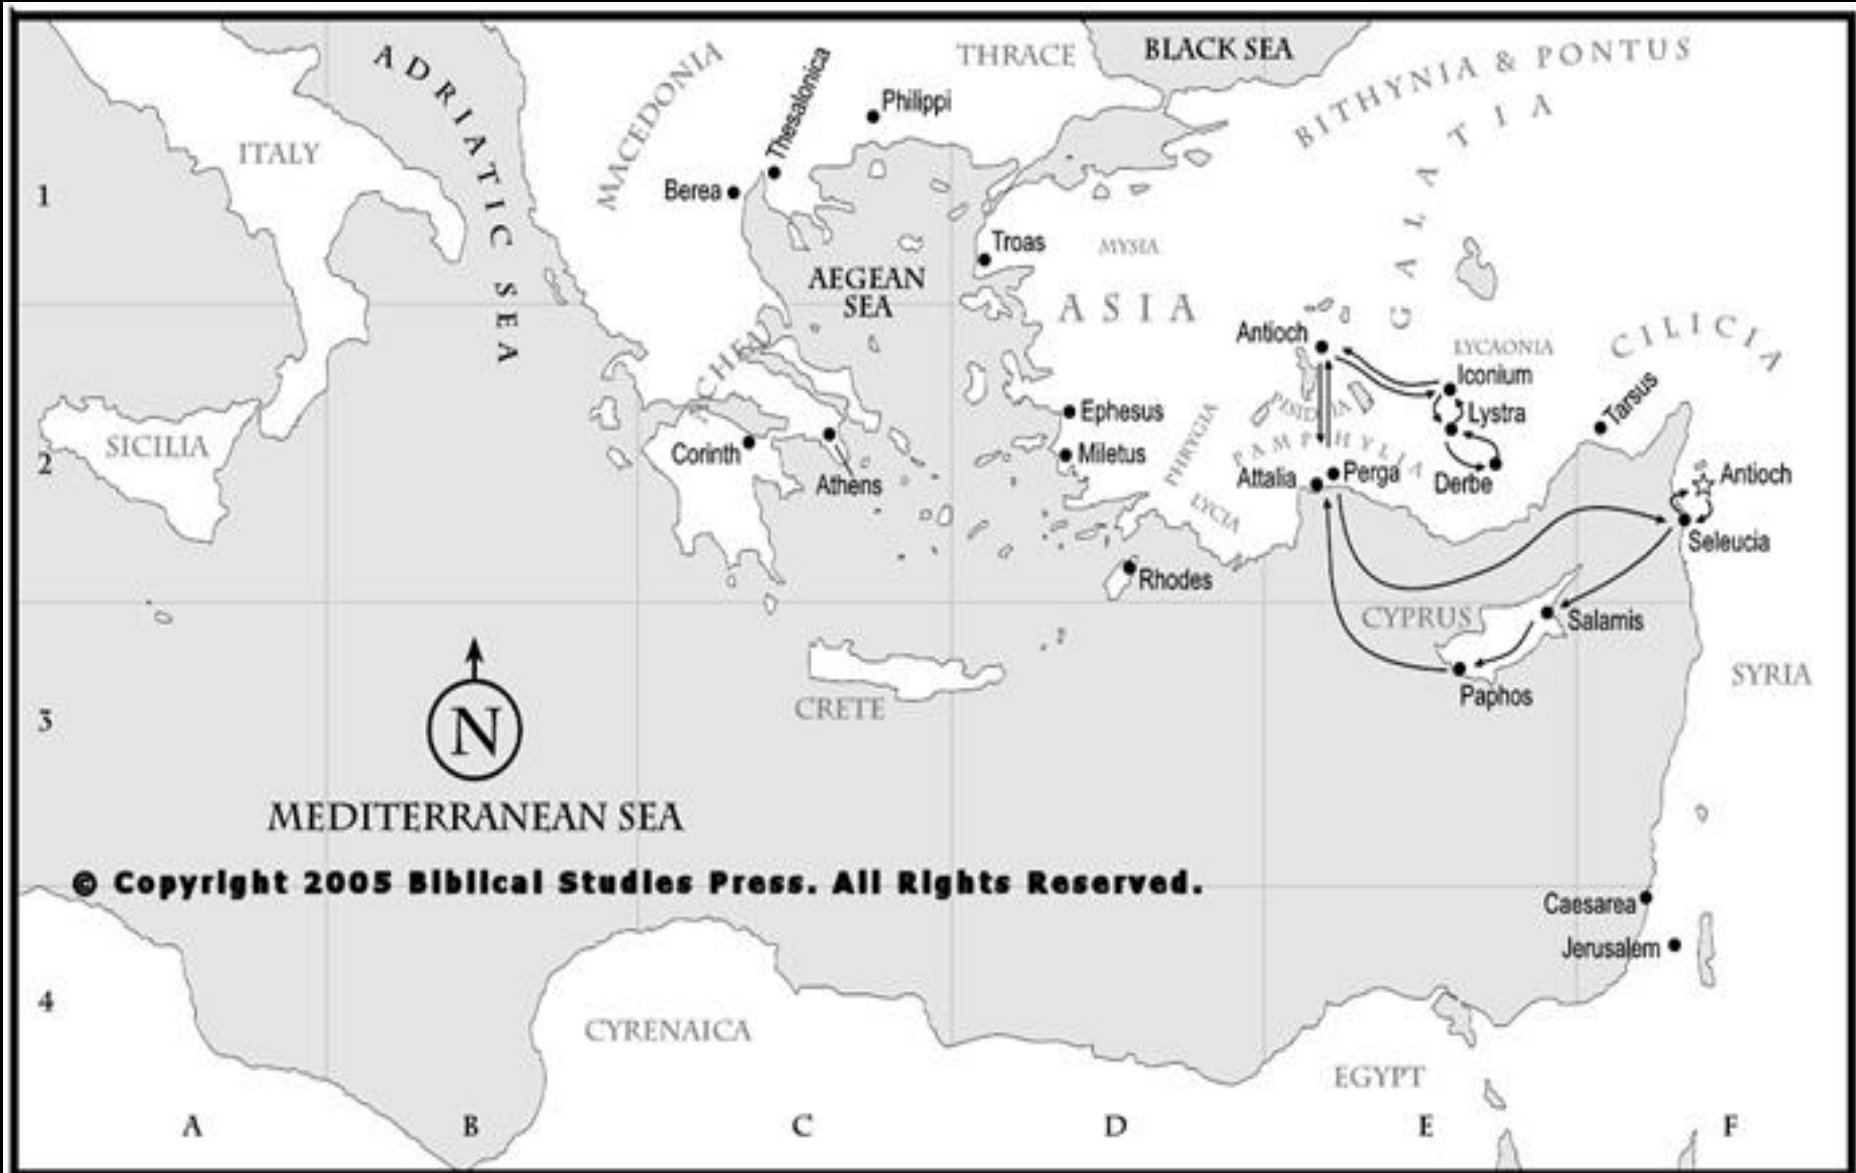 ADRIATIC SEA
MACEDONIA
Thesalonica
THRACE
BLACK SEA
BITHYNIA & PONTUS
GALATIA
Philippi
ITALY
1
Berea
Troas
MYSIA
AEGEAN
SEA
ASIA
Antioch
LYCAONIA
CILICIA
Iconium
Tarsus
Lystra
PISIDIA
Ephesus
PHRYGIA
PAMPHYLIA
SICILIA
2
Corinth
Miletus
Attalia
Perga
Derbe
Antioch
Athens
LYCIA
Seleucia
Rhodes
CYPRUS
Salamis
SYRIA
Paphos
CRETE
3
N
MEDITERRANEAN SEA
© Copyright 2005 Biblical Studies Press. All Rights Reserved.
Caesarea
Jerusalem
4
CYRENAICA
EGYPT
A
B
C
D
E
F